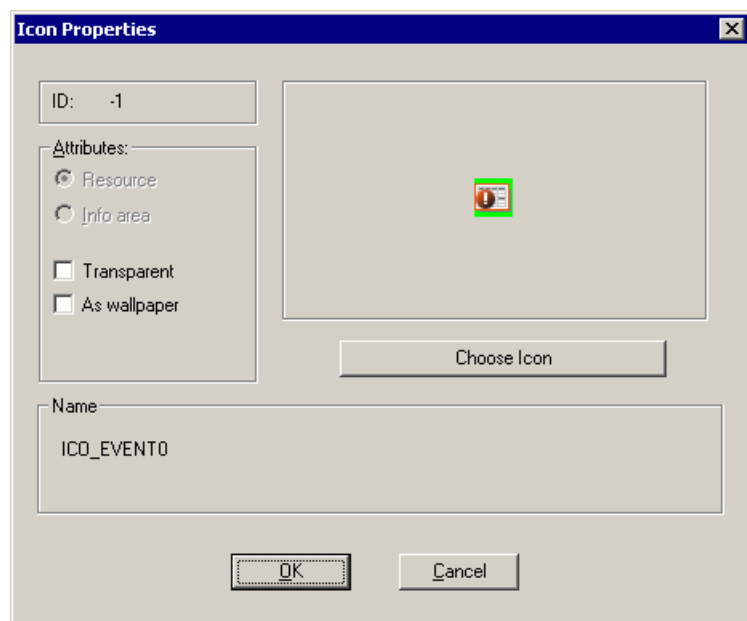 Icon Properties
ID: -1
Attributes:
Resource
Info area
Transparent
As wallpaper
Choose Icon
Name
ICO_EVENT0
OK
Cancel